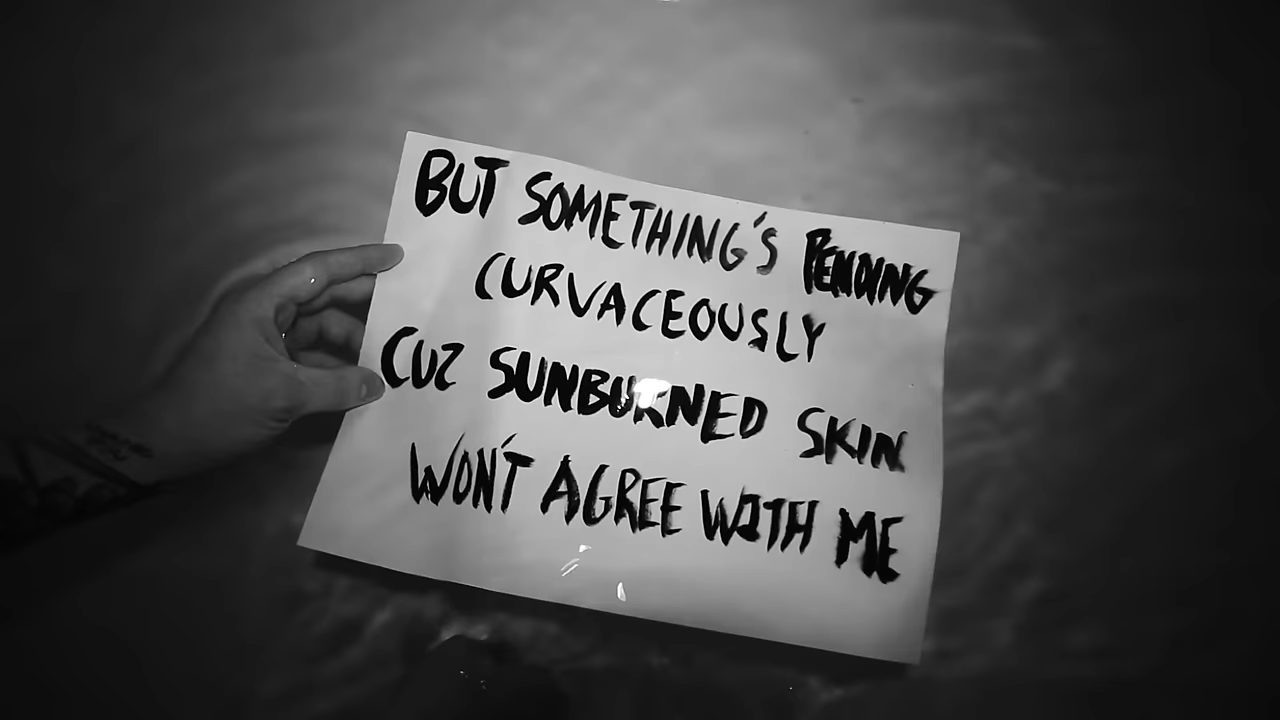 BUT SOMETHING'S PENDING
CURVACEOUSLY
CUZ SUNBURNED SKIN
WON'T AGREE WITH ME